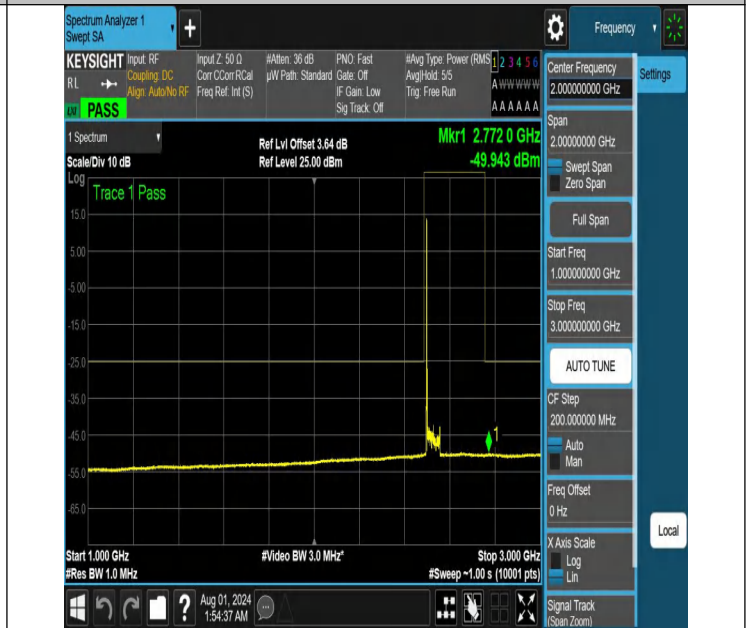 Spectrum Analyzer 1
Swept SA
+
Frequency
KEYSIGHT
RL
PASS
Input: RF
Coupling: DC
Align: Auto/No RF
Input Z: 50 Ω
Corr CCorr RCal
Freq Ref: Int (S)
#Atten: 36 dB
µW Path: Standard
PNO: Fast
Gate: Off
IF Gain: Low
Sig Track: Off
#Avg Type: Power (RMS
Avg|Hold: 5/5
Trig: Free Run
1 2 3 4 5 6
A W W W W W
A A A A A A
1 Spectrum
Scale/Div 10 dB
Ref Lvl Offset 3.64 dB
Ref Level 25.00 dBm
Mkr1 2.772 0 GHz
-49.943 dBm
Log
Trace 1 Pass
15.0
5.00
-5.00
-15.0
-25.0
-35.0
-45.0
-55.0
-65.0
1
Start 1.000 GHz
#Res BW 1.0 MHz
#Video BW 3.0 MHz*
Stop 3.000 GHz
#Sweep ~1.00 s (10001 pts)
Center Frequency
2.000000000 GHz
Settings
Span
2.00000000 GHz
Swept Span
Zero Span
Full Span
Start Freq
1.000000000 GHz
Stop Freq
3.000000000 GHz
AUTO TUNE
CF Step
200.000000 MHz
Auto
Man
Freq Offset
0 Hz
X Axis Scale
Log
Lin
Signal Track
(Span Zoom)
Local
?
Aug 01, 2024
1:54:37 AM